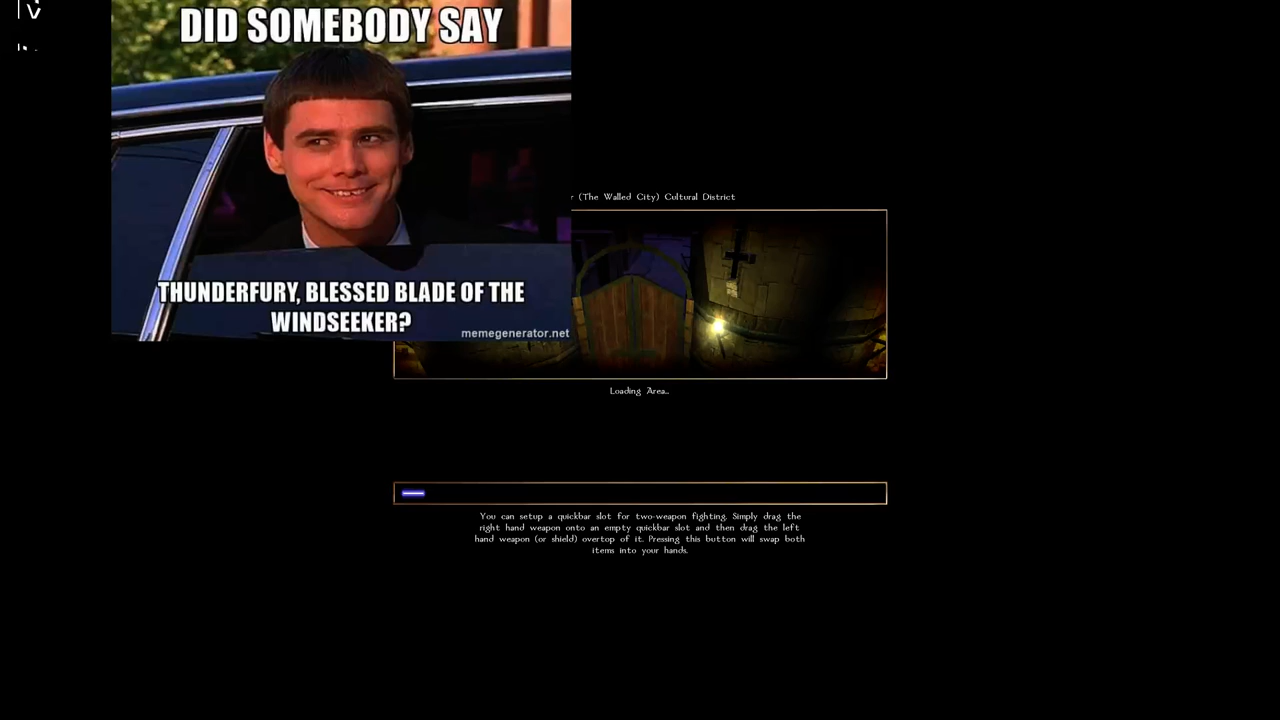 DID SOMEBODY SAY
THUNDERFURY, BLESSED BLADE OF THE
WINDSEEKER?
memegenerator.net
(The Walled City) Cultural District
Loading Area...
You can setup a quickbar slot for two-weapon fighting. Simply drag the
right hand weapon onto an empty quickbar slot and then drag the left
hand weapon (or shield) overtop of it. Pressing this button will swap both
items into your hands.